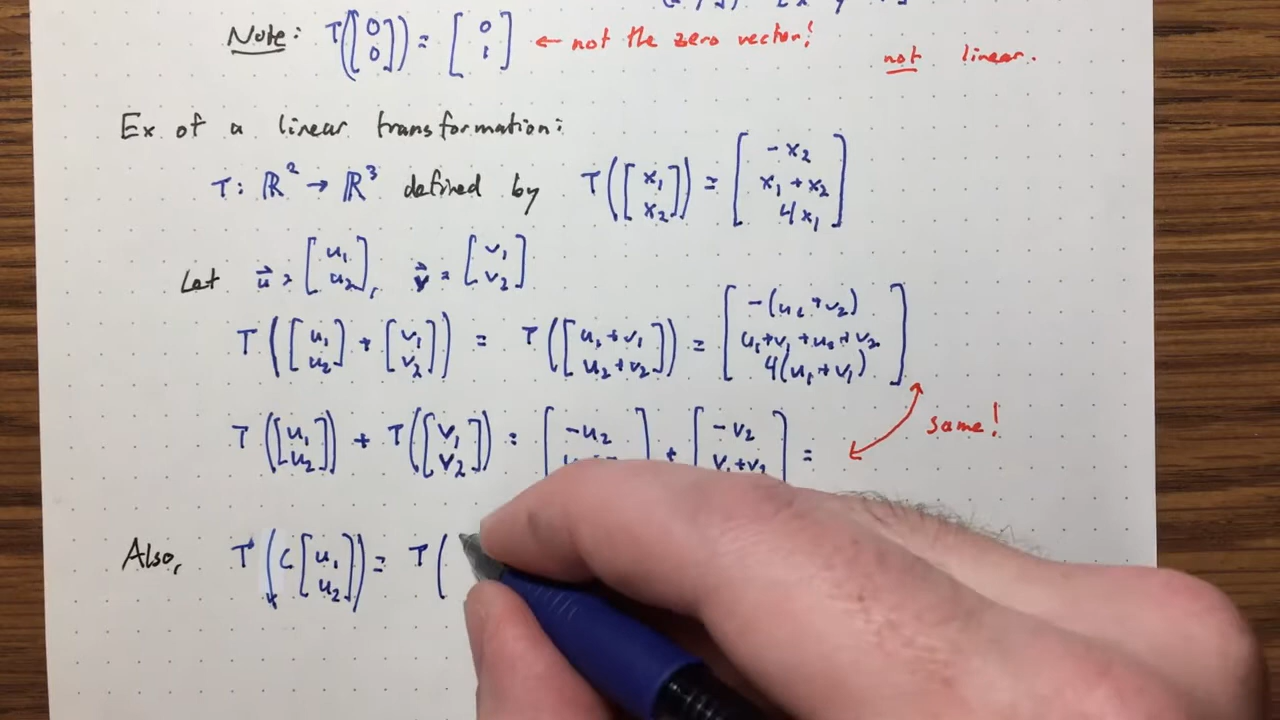 Note: T([0 0]) = [0 1] ← not the zero vector!
not linear.
Ex of a linear transformation:
T: ℝ² → ℝ³ defined by T([x₁ x₂]) = [-x₂ x₁+x₂ 4x₁]
Let u⃗ = [u₁ u₂], v⃗ = [v₁ v₂]
T([u₁ u₂] + [v₁ v₂]) = T([u₁+v₁ u₂+v₂]) = [-(u₂+v₂) u₁+v₁+u₂+v₂ 4(u₁+v₁)]
same!
T([u₁ u₂]) + T([v₁ v₂]) = [-u₂ + [-v₂ v₁+v₂ ] =
Also, T(c[u₁ u₂]) = T(